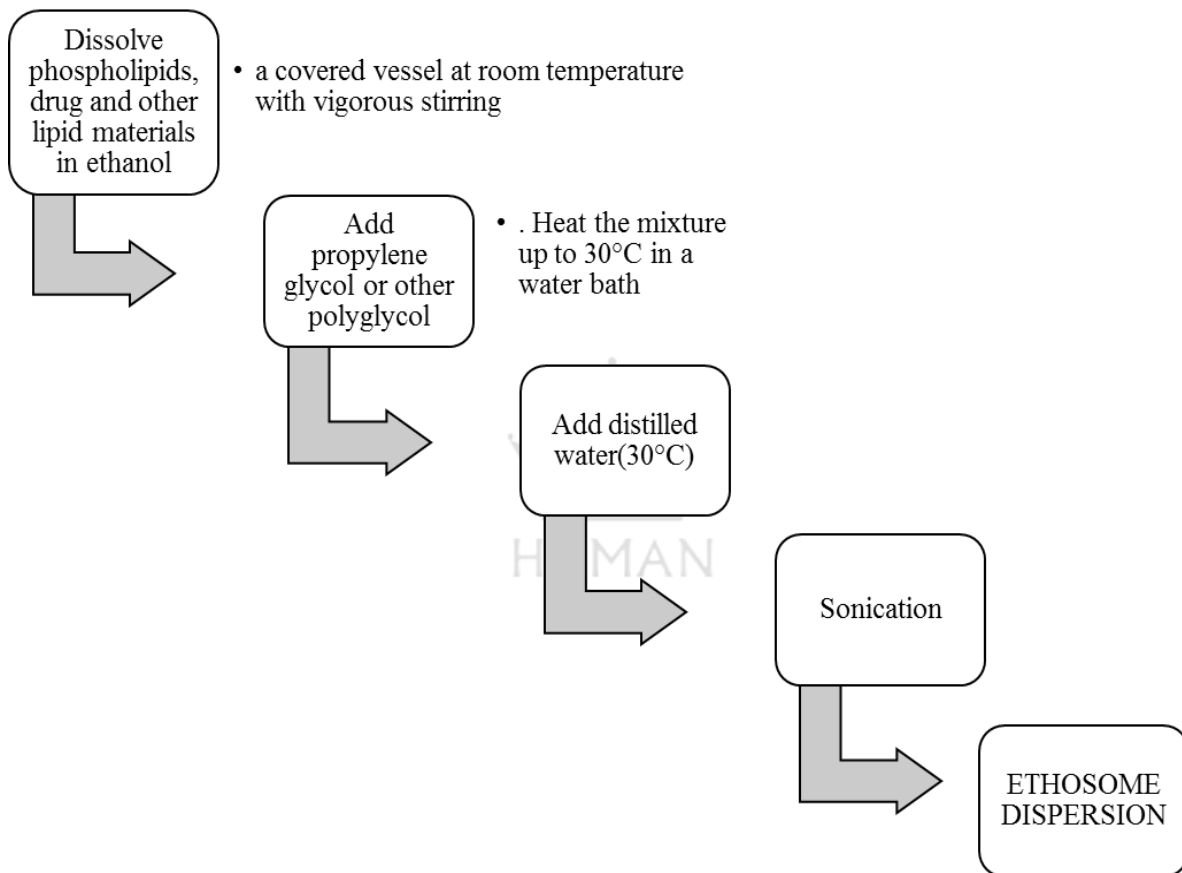 Dissolve
phospholipids,
drug and other
lipid materials
in ethanol
• a covered vessel at room temperature
with vigorous stirring
Add
propylene
glycol or other
polyglycol
• . Heat the mixture
up to 30°C in a
water bath
Add distilled
water(30°C)
HUMAN
Sonication
ETHOSOME
DISPERSION